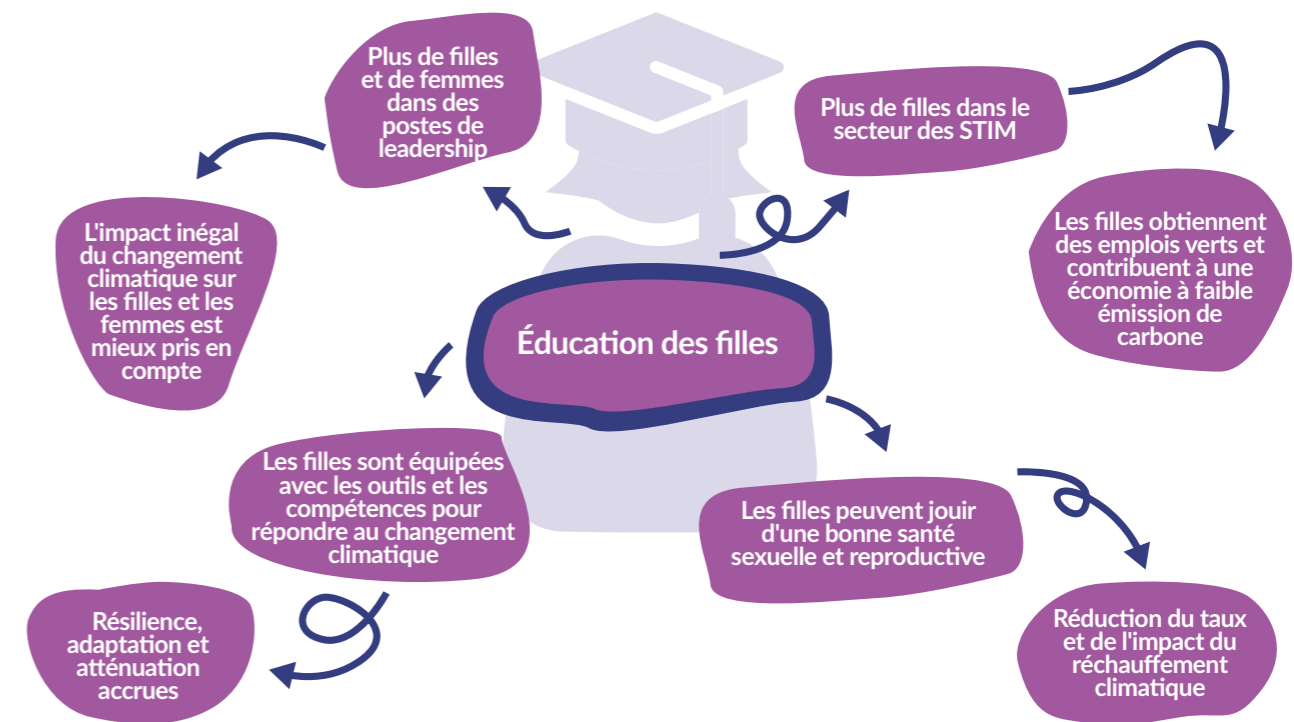 Plus de filles
et de femmes
dans des
postes de
leadership
Plus de filles dans le
secteur des STIM
L'impact inégal
du changement
climatique sur
les filles et les
femmes est
mieux pris en
compte
Les filles obtiennent
des emplois verts et
contribuent à une
économie à faible
émission de
carbone
Éducation des filles
Les filles sont équipées
avec les outils et les
compétences pour
répondre au changement
climatique
Les filles peuvent jouir
d'une bonne santé
sexuelle et reproductive
Résilience,
adaptation et
atténuation
accrues
Réduction du taux
et de l'impact du
réchauffement
climatique